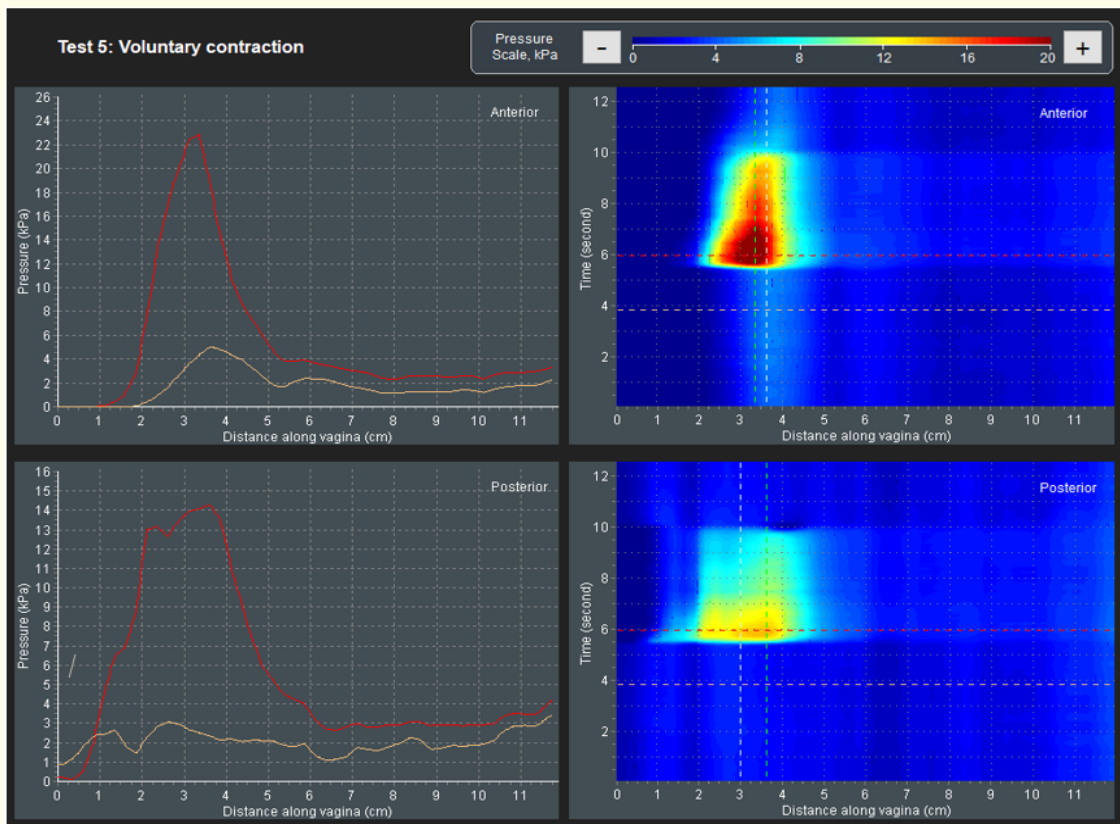 Test 5: Voluntary contraction
Pressure
Scale, kPa
- +
0 4 8 12 16 20
Anterior
Pressure (kPa)
26
24
22
20
18
16
14
12
10
8
6
4
2
0
0 1 2 3 4 5 6 7 8 9 10 11
Distance along vagina (cm)
Anterior
Time (second)
12
10
8
6
4
2
0 1 2 3 4 5 6 7 8 9 10 11
Distance along vagina (cm)
Posterior
Pressure (kPa)
16
15
14
13
12
11
10
9
8
7
6
5
4
3
2
1
0
0 1 2 3 4 5 6 7 8 9 10 11
Distance along vagina (cm)
Posterior
Time (second)
12
10
8
6
4
2
0 1 2 3 4 5 6 7 8 9 10 11
Distance along vagina (cm)